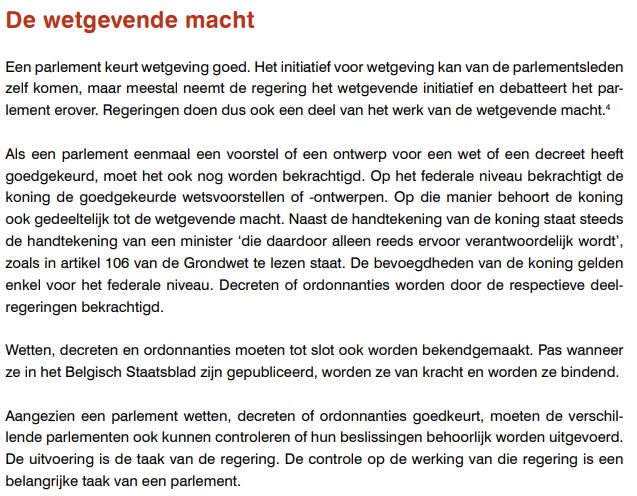 De wetgevende macht
Een parlement keurt wetgeving goed. Het initiatief voor wetgeving kan van de parlementsleden
zelf komen, maar meestal neemt de regering het wetgevende initiatief en debatteert het par-
lement erover. Regeringen doen dus ook een deel van het werk van de wetgevende macht.⁴
Als een parlement eenmaal een voorstel of een ontwerp voor een wet of een decreet heeft
goedgekeurd, moet het ook nog worden bekrachtigd. Op het federale niveau bekrachtigt de
koning de goedgekeurde wetsvoorstellen of -ontwerpen. Op die manier behoort de koning
ook gedeeltelijk tot de wetgevende macht. Naast de handtekening van de koning staat steeds
de handtekening van een minister ‘die daardoor alleen reeds ervoor verantwoordelijk wordt’,
zoals in artikel 106 van de Grondwet te lezen staat. De bevoegdheden van de koning gelden
enkel voor het federale niveau. Decreten of ordonnanties worden door de respectieve deel-
regeringen bekrachtigd.
Wetten, decreten en ordonnanties moeten tot slot ook worden bekendgemaakt. Pas wanneer
ze in het Belgisch Staatsblad zijn gepubliceerd, worden ze van kracht en worden ze bindend.
Aangezien een parlement wetten, decreten of ordonnanties goedkeurt, moeten de verschil-
lende parlementen ook kunnen controleren of hun beslissingen behoorlijk worden uitgevoerd.
De uitvoering is de taak van de regering. De controle op de werking van die regering is een
belangrijke taak van een parlement.